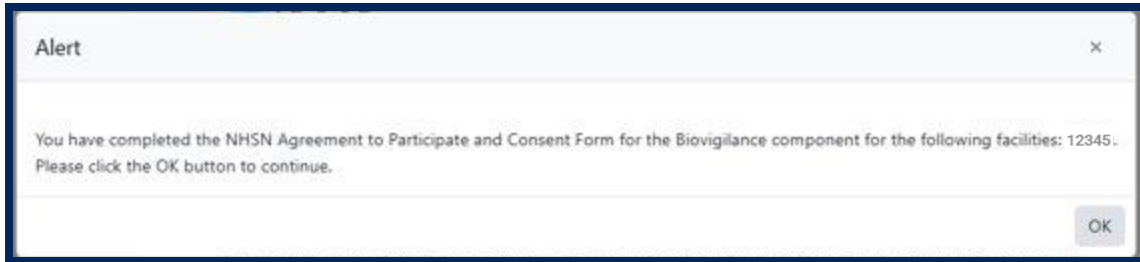 Alert
×
You have completed the NHSN Agreement to Participate and Consent Form for the Biovigilance component for the following facilities: 12345.
Please click the OK button to continue.
OK